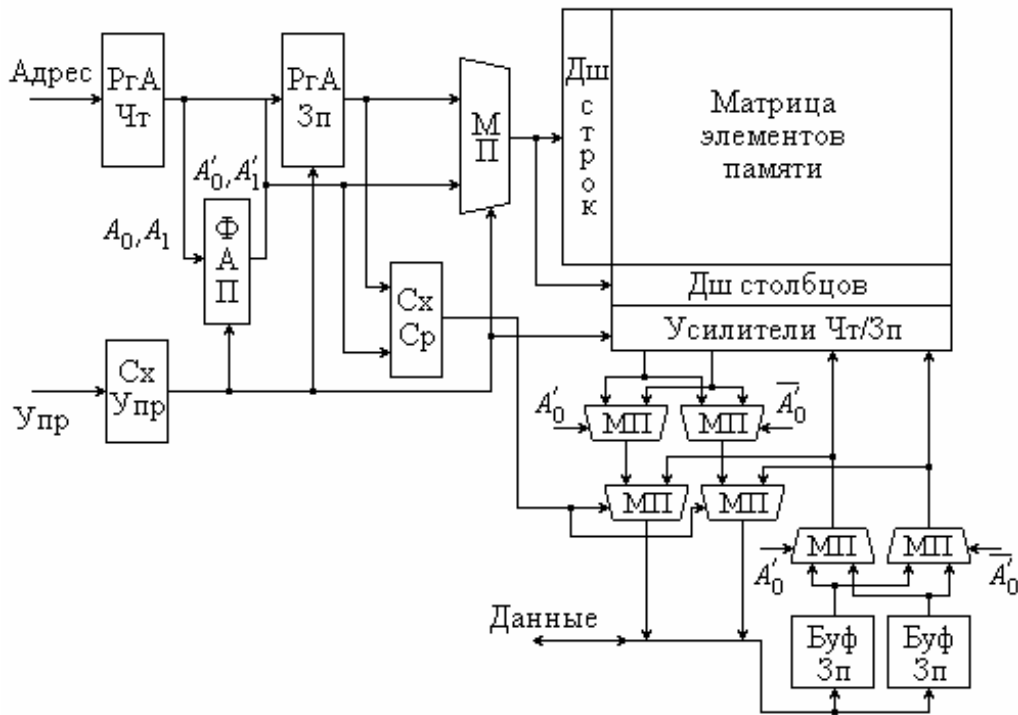 Адрес
РгА
Чт
РгА
Зп
М
П
Дш
с
т
р
о
к
Матрица
элементов
памяти
A′0, A′1
A0, A1
Ф
А
П
Сх
Ср
Дш столбцов
Усилители Чт/Зп
Упр
Сх
Упр
A′0
МП
МП
A̅′0
МП
МП
A′0
МП
МП
A̅′0
Данные
Буф
Зп
Буф
Зп